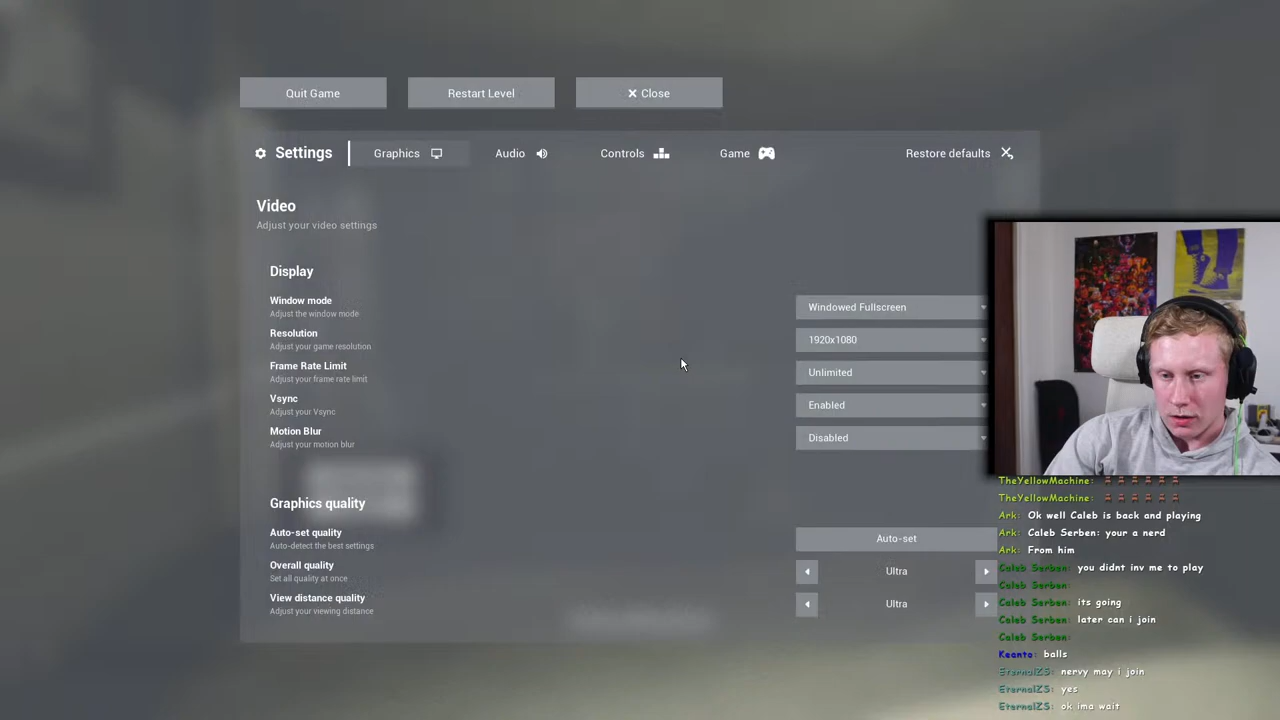 Quit Game
Restart Level
Close
Settings
Graphics
Audio
Controls
Game
Restore defaults
Video
Adjust your video settings
Display
Window mode
Adjust the window mode
Windowed Fullscreen
Resolution
Adjust your game resolution
1920x1080
Frame Rate Limit
Adjust your frame rate limit
Unlimited
Vsync
Adjust your Vsync
Enabled
Motion Blur
Adjust your motion blur
Disabled
Graphics quality
Auto-set quality
Auto-detect the best settings
Auto-set
Overall quality
Set all quality at once
Ultra
View distance quality
Adjust your viewing distance
Ultra
TheYellowMachine:
TheYellowMachine:
Ark: Ok well Caleb is back and playing
Ark: Caleb Serben: your a nerd
Ark: From him
Caleb Serben: you didnt inv me to play
Caleb Serben:
Caleb Serben: its going
Caleb Serben: later can i join
Caleb Serben:
Keanto: balls
EternalZS: nervy may i join
EternalZS: yes
EternalZS: ok ima wait